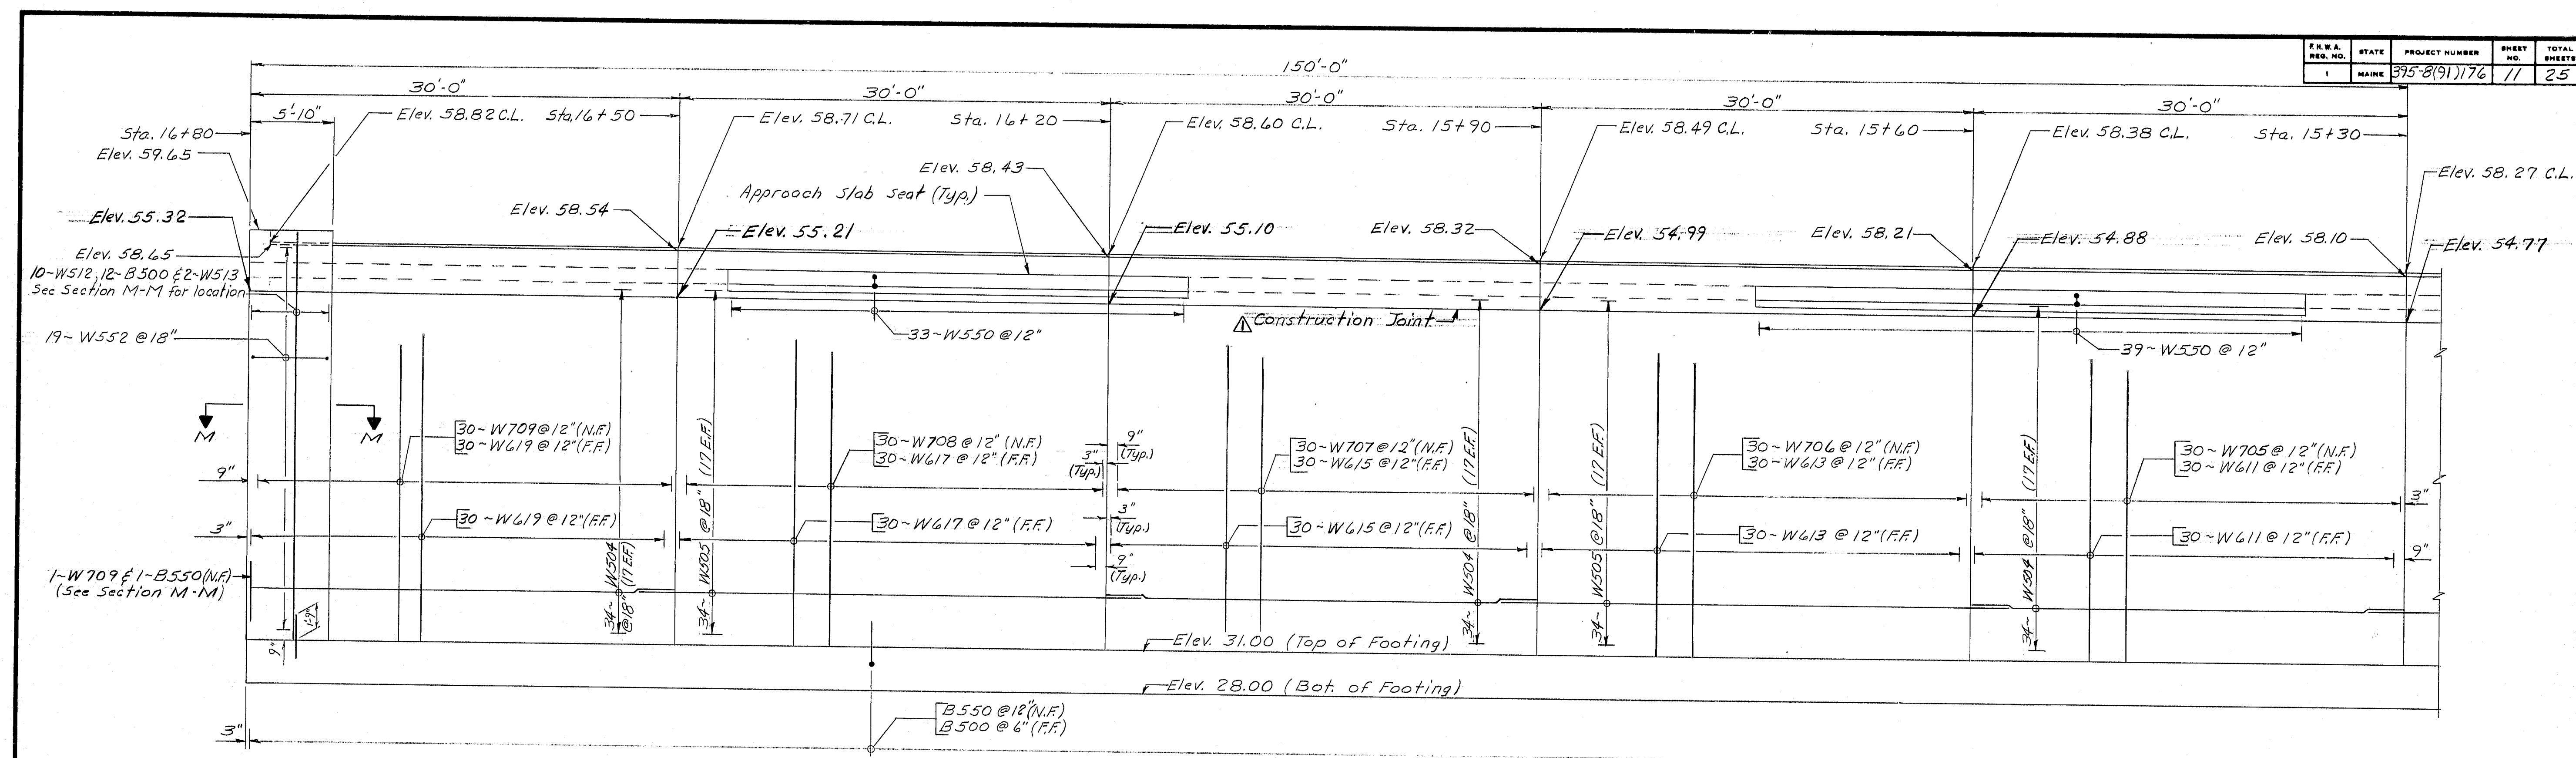 F.H.W.A. REG. NO.
STATE
PROJECT NUMBER
SHEET NO.
TOTAL SHEETS
1
MAINE
395-8(91)176
11
25
150'-0"
30'-0"
30'-0"
30'-0"
30'-0"
30'-0"
5'-10"
Elev. 58.82 C.L.
Sta. 16+50
Elev. 58.71 C.L.
Sta. 16+20
Elev. 58.60 C.L.
Sta. 15+90
Elev. 58.49 C.L.
Sta. 15+60
Elev. 58.38 C.L.
Sta. 15+30
Sta. 16+80
Elev. 59.65
Elev. 58.43
Elev. 58.27 C.L.
Approach Slab Seat (Typ.)
Elev. 55.32
Elev. 58.54
Elev. 55.21
Elev. 55.10
Elev. 58.32
Elev. 54.99
Elev. 58.21
Elev. 54.88
Elev. 58.10
Elev. 54.77
Elev. 58.65
10~W512, 12~B500 & 2~W513
See Section M-M for location
1 Construction Joint
19~W552 @ 18"
33~W550 @ 12"
39~W550 @ 12"
M
M
30~W709 @ 12" (N.F.)
30~W619 @ 12" (F.F.)
30~W708 @ 12" (N.F.)
30~W617 @ 12" (F.F.)
9"
(Typ.)
3"
(Typ.)
30~W707 @ 12" (N.F.)
30~W615 @ 12" (F.F.)
30~W706 @ 12" (N.F.)
30~W613 @ 12" (F.F.)
30~W705 @ 12" (N.F.)
30~W611 @ 12" (F.F.)
9"
3"
3"
30~W619 @ 12" (F.F.)
30~W617 @ 12" (F.F.)
3"
(Typ.)
30~W615 @ 12" (F.F.)
30~W613 @ 12" (F.F.)
30~W611 @ 12" (F.F.)
9"
9"
(Typ.)
34~W504
@ 18" (17 E.F.)
34~W505 @ 18" (17 E.F.)
34~W504 @ 18" (17 E.F.)
34~W505 @ 18" (17 E.F.)
34~W504 @ 18" (17 E.F.)
1~W709 & 1~B550 (N.F.)
(See Section M-M)
1'-9"
9"
Elev. 31.00 (Top of Footing)
Elev. 28.00 (Bot. of Footing)
B550 @ 12" (N.F.)
B500 @ 6" (F.F.)
3"